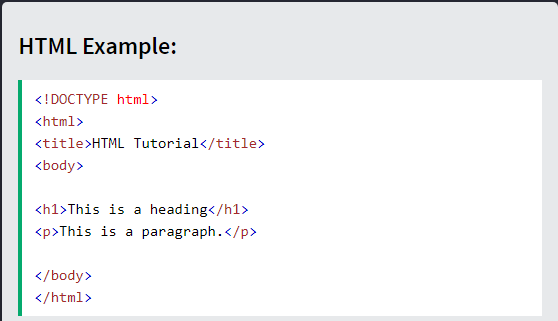 HTML Example:
<!DOCTYPE html>
<html>
<title>HTML Tutorial</title>
<body>
<h1>This is a heading</h1>
<p>This is a paragraph.</p>
</body>
</html>